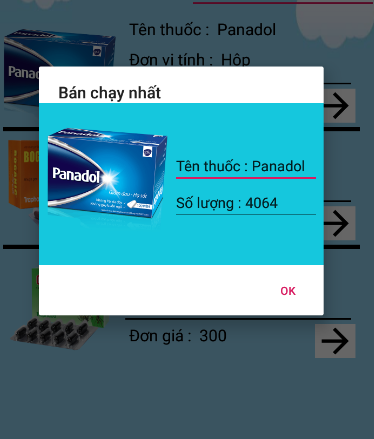 Tên thuốc : Panadol
Đơn vị tính : Hộp
Bán chạy nhất
Panadol
Tên thuốc : Panadol
Số lượng : 4064
OK
Đơn giá : 300